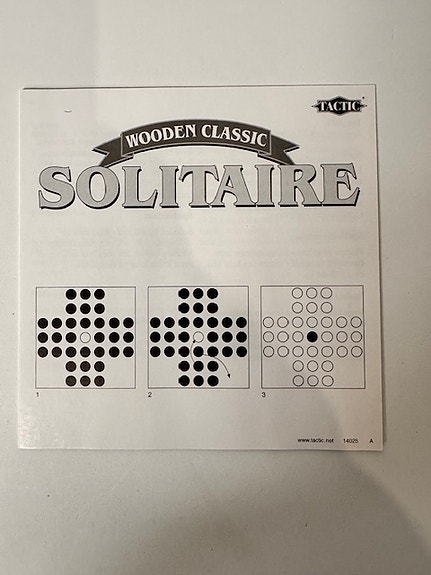 TACTIC
WOODEN CLASSIC
SOLITAIRE
1 2 3
www.tactic.net 14025 A